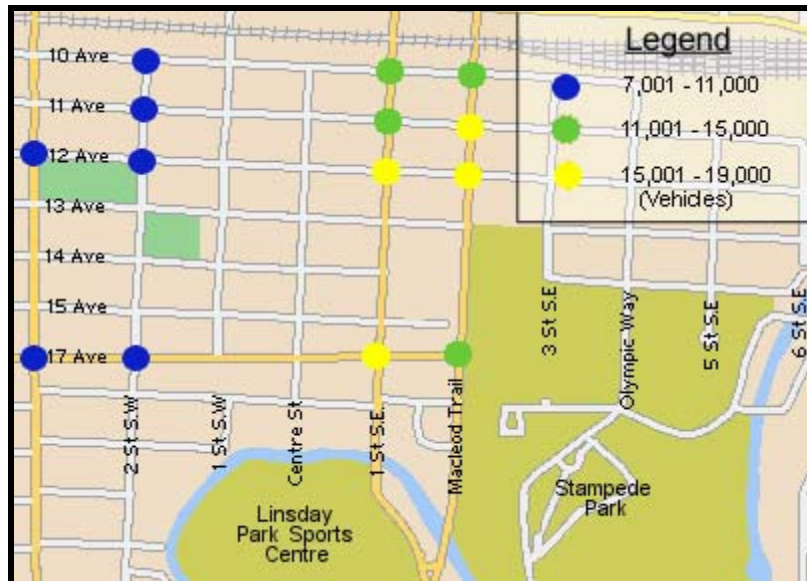 Legend
7,001 - 11,000
11,001 - 15,000
15,001 - 19,000
(Vehicles)
10 Ave
11 Ave
12 Ave
13 Ave
14 Ave
15 Ave
17 Ave
2 St S.W
1 St S.W
Centre St
1 St S.E.
Macleod Trail
3 St S.E
Olympic Way
5 St S.E
6 St S.E
Linsday
Park Sports
Centre
Stampede
Park